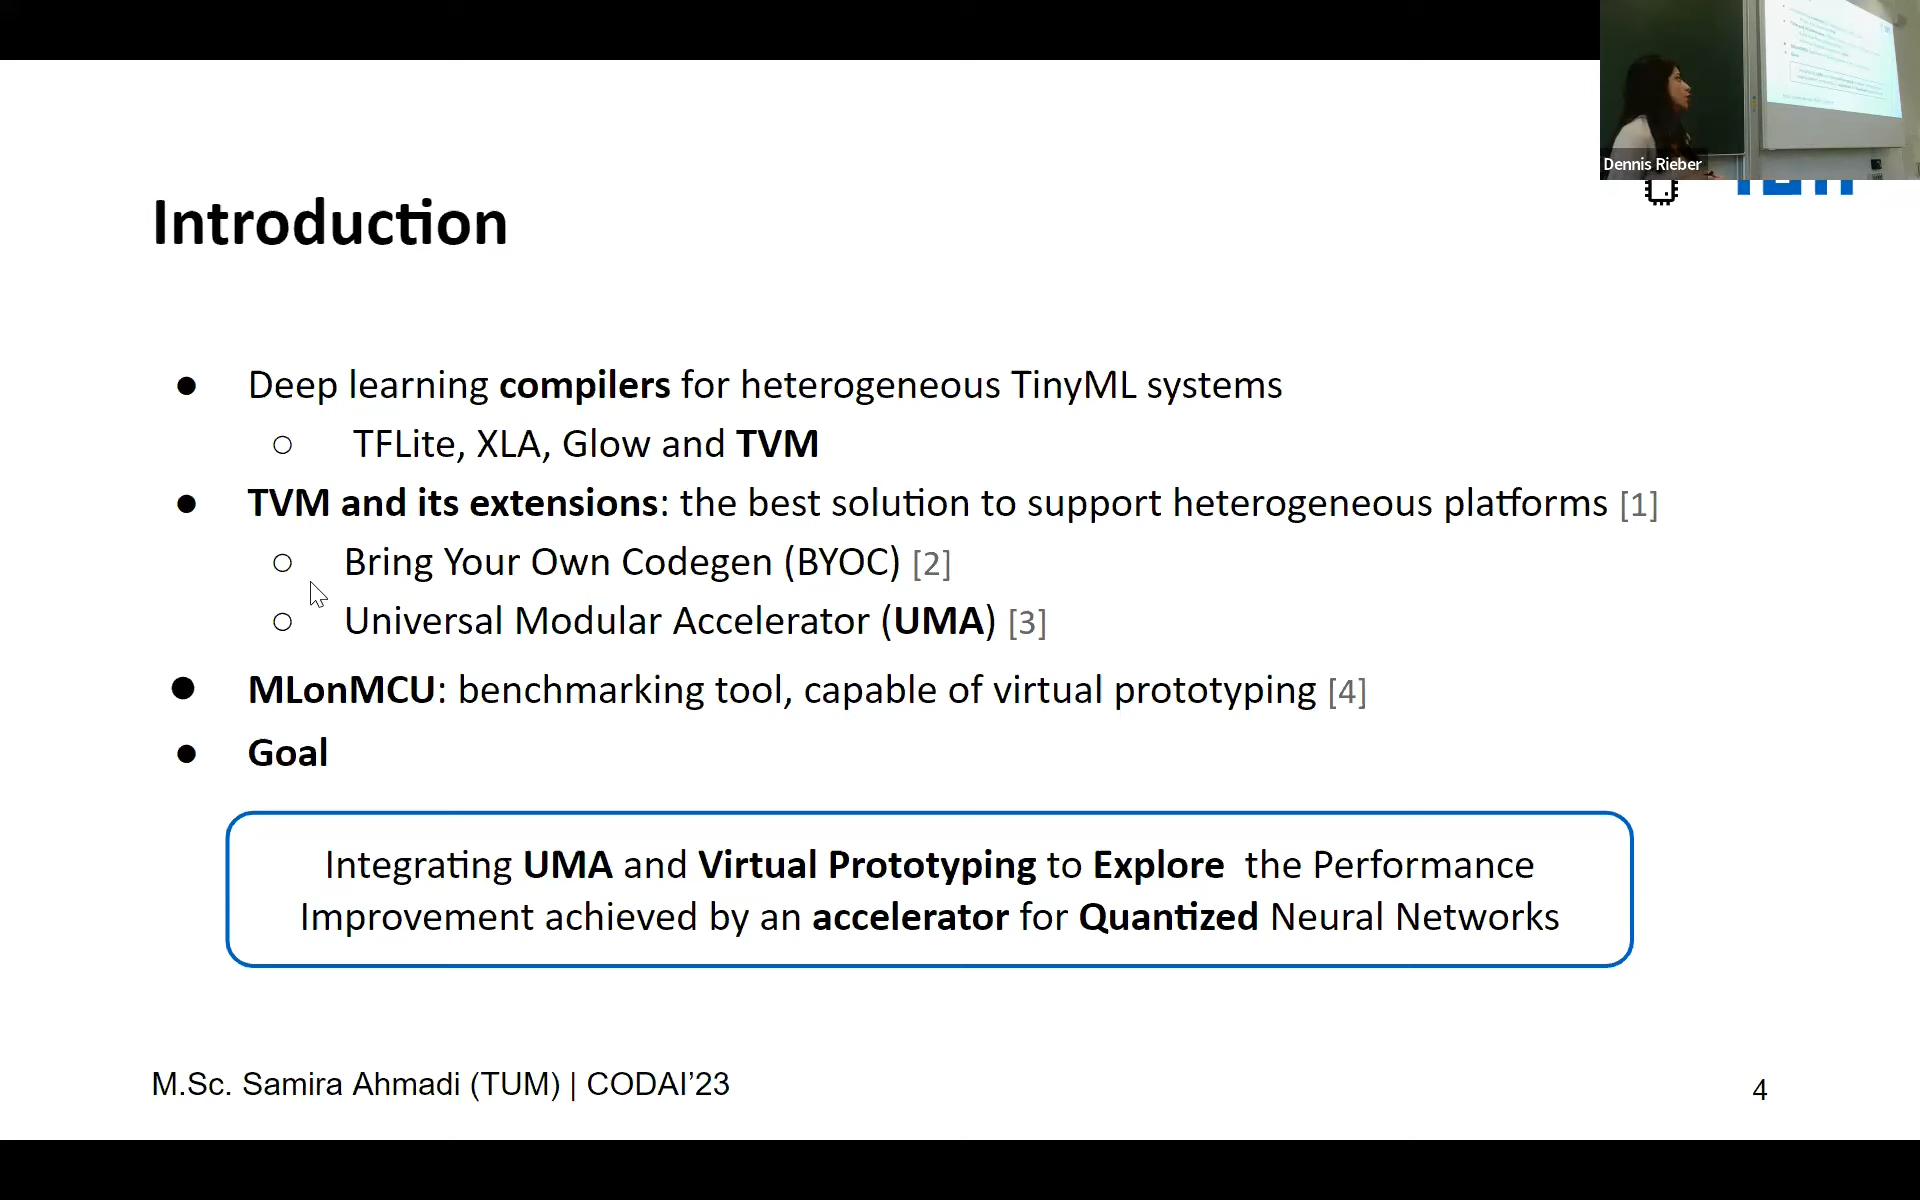 Dennis Rieber
Introduction
● Deep learning compilers for heterogeneous TinyML systems
○ TFLite, XLA, Glow and TVM
● TVM and its extensions: the best solution to support heterogeneous platforms [1]
○ Bring Your Own Codegen (BYOC) [2]
○ Universal Modular Accelerator (UMA) [3]
● MLonMCU: benchmarking tool, capable of virtual prototyping [4]
● Goal
Integrating UMA and Virtual Prototyping to Explore the Performance
Improvement achieved by an accelerator for Quantized Neural Networks
M.Sc. Samira Ahmadi (TUM) | CODAI’23
4